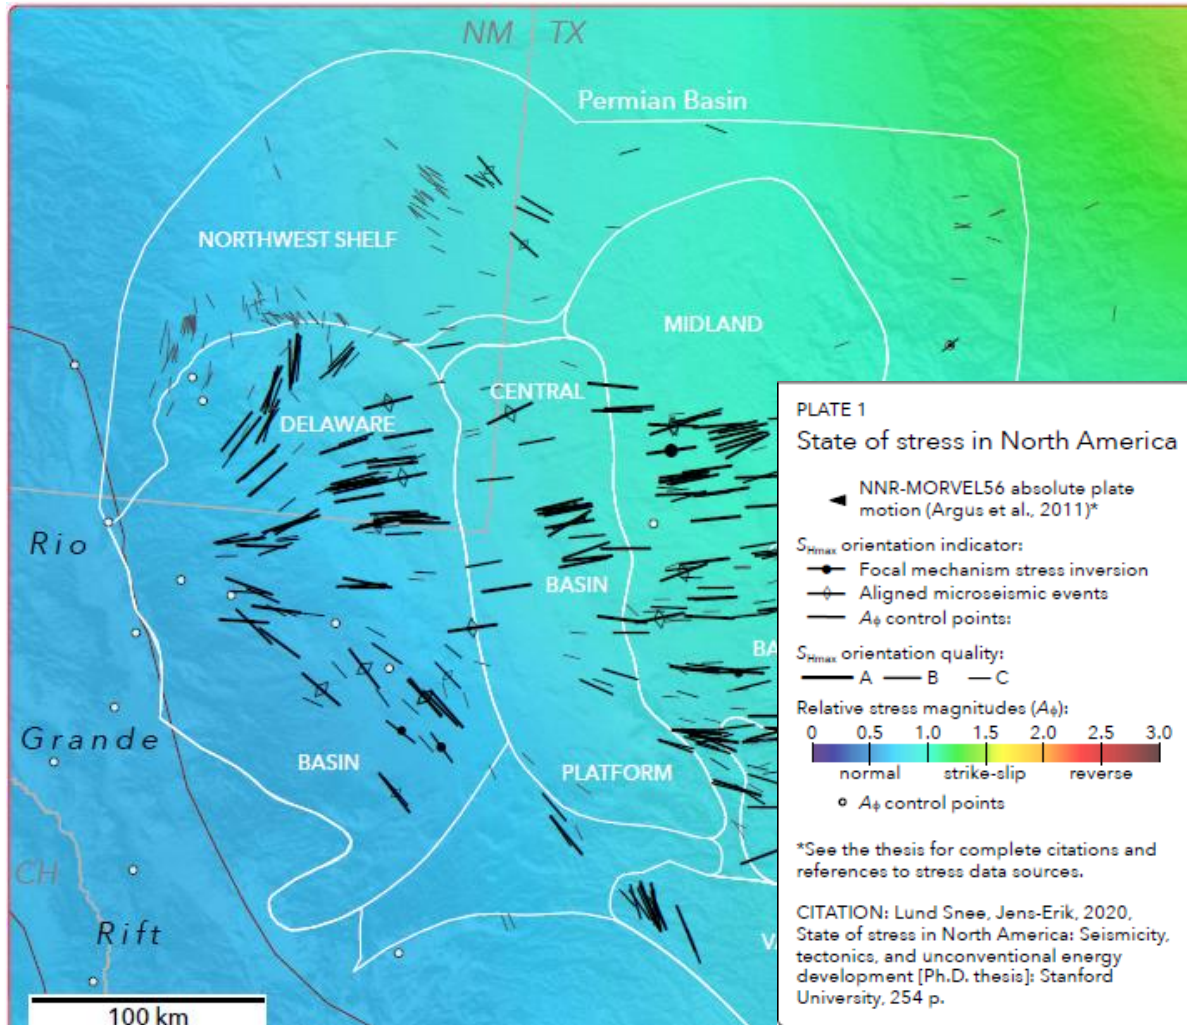 NM TX
Permian Basin
NORTHWEST SHELF
MIDLAND
CENTRAL
DELAWARE
Rio
BASIN
BA
Grande
BASIN
PLATFORM
CH
Rift
V
100 km
PLATE 1
State of stress in North America
NNR-MORVEL56 absolute plate
motion (Argus et al., 2011)*
SHmax orientation indicator:
Focal mechanism stress inversion
Aligned microseismic events
Aϕ control points:
SHmax orientation quality:
A B C
Relative stress magnitudes (Aϕ):
0 0.5 1.0 1.5 2.0 2.5 3.0
normal strike-slip reverse
Aϕ control points
*See the thesis for complete citations and
references to stress data sources.
CITATION: Lund Snee, Jens-Erik, 2020,
State of stress in North America: Seismicity,
tectonics, and unconventional energy
development [Ph.D. thesis]: Stanford
University, 254 p.